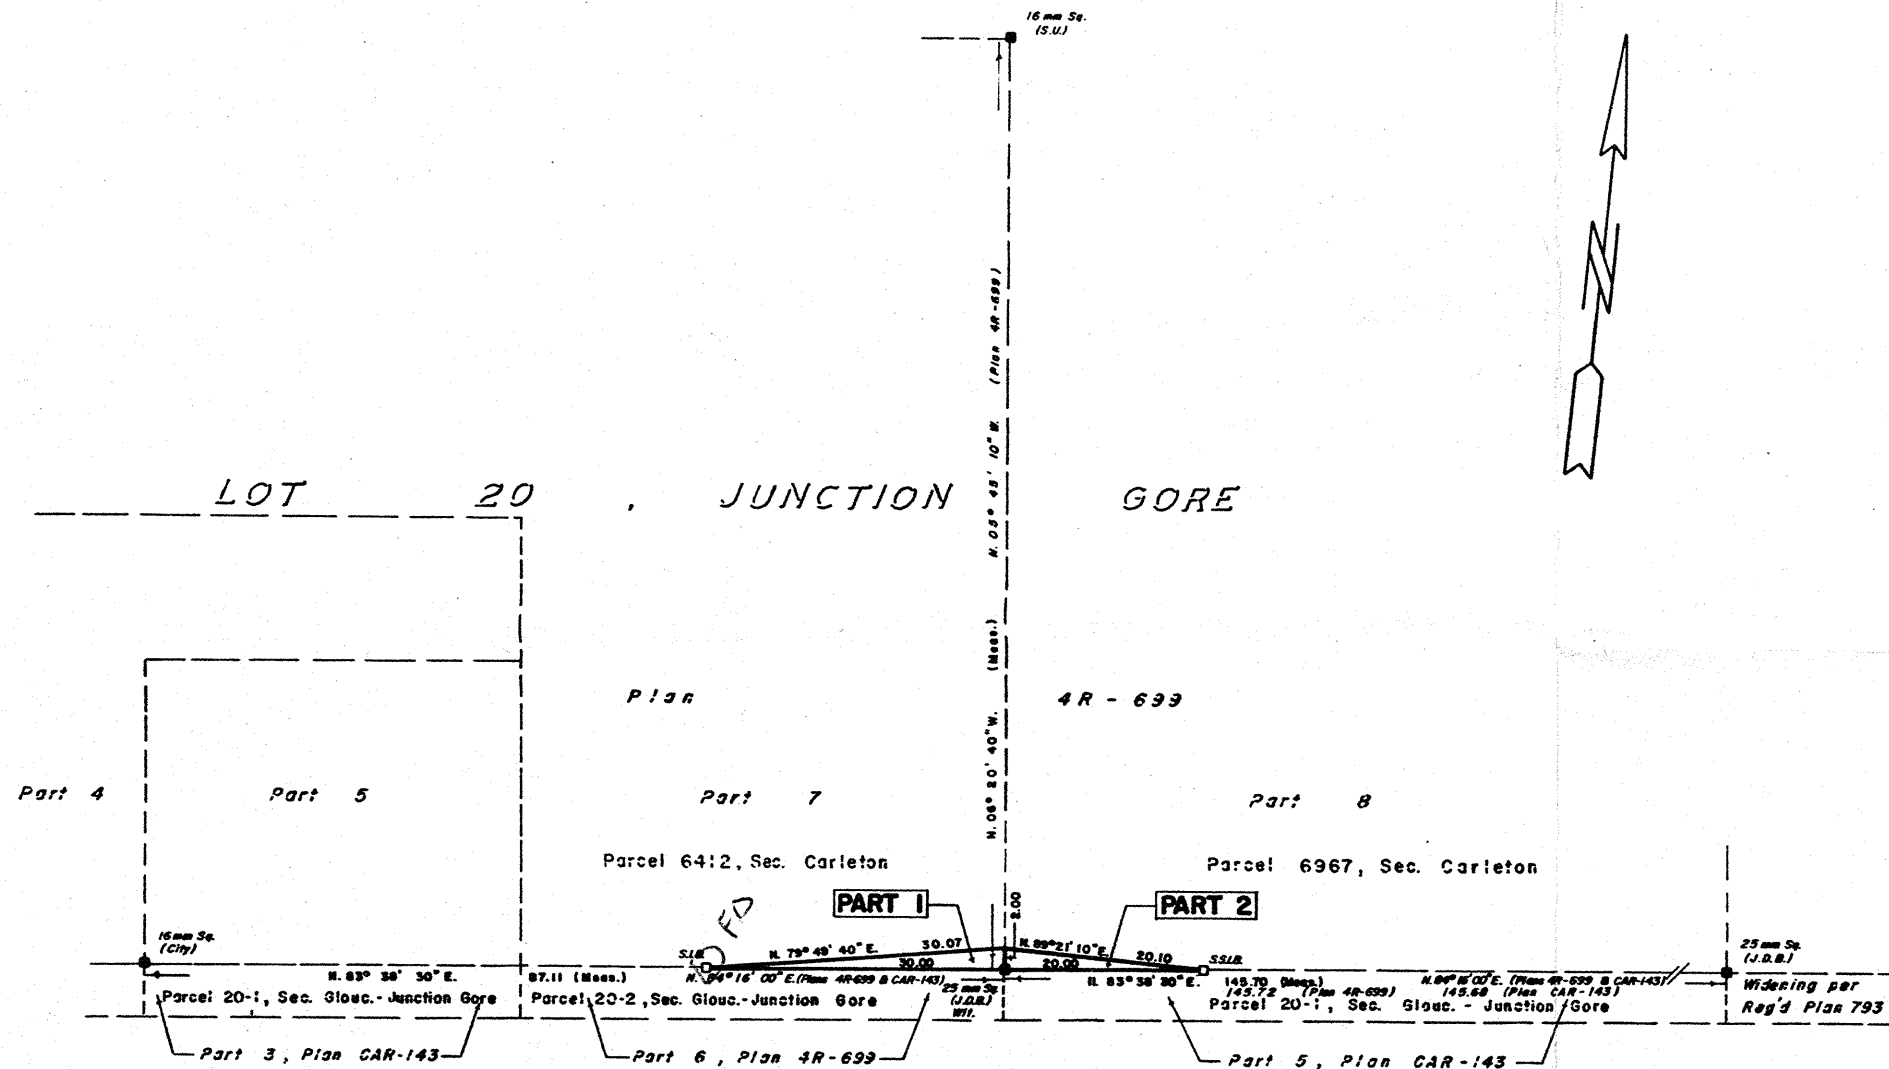 16 mm Sq.
(S.U.)
N
N. 05° 45' 10" W. (Plan 4R-699)
N. 06° 20' 40" W. (Meas.)
LOT 20 , JUNCTION GORE
Plan 4R-699
Part 4
Part 5
Part 7
Part 8
Parcel 6412, Sec. Carleton
Parcel 6967, Sec. Carleton
FD
PART 1
PART 2
2.00
16mm Sq.
(City)
S.I.B.
N. 79° 49' 40" E. 30.07
N. 89° 21' 10" E. 20.10
S.S.I.B.
25 mm Sq.
(J.D.B.)
30.00
20.00
N. 83° 38' 30" E. 87.11 (Meas.)
N. 84° 16' 00" E. (Plans 4R-699 & CAR-143)
N. 83° 38' 30" E. 145.70 (Meas.)
N. 84° 16' 00" E. (Plans 4R-699 & CAR-143)
145.72 (Plan 4R-699) 145.68 (Plan CAR-143)
25 mm Sq.
(J.D.B.)
Wit.
Widening per
Reg'd Plan 793
Parcel 20-1, Sec. Glouc.-Junction Gore
Parcel 20-2, Sec. Glouc.-Junction Gore
Parcel 20-1, Sec. Glouc. - Junction Gore
Part 3, Plan CAR-143
Part 6, Plan 4R-699
Part 5, Plan CAR-143